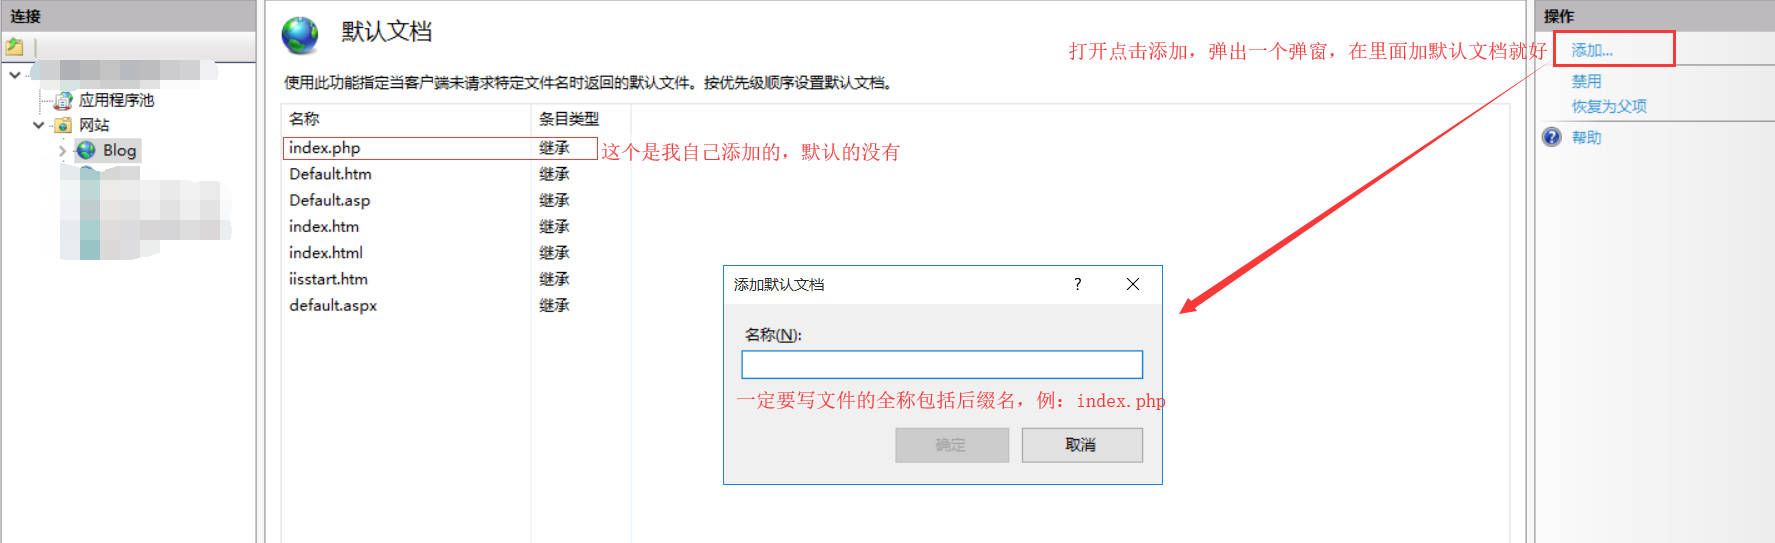 连接
应用程序池
网站
Blog
默认文档
使用此功能指定当客户端未请求特定文件名时返回的默认文件。按优先级顺序设置默认文档。
名称 条目类型
index.php 继承
这个是我自己添加的，默认的没有
Default.htm 继承
Default.asp 继承
index.htm 继承
index.html 继承
iisstart.htm 继承
default.aspx 继承
打开点击添加，弹出一个弹窗，在里面加默认文档就好
添加默认文档 ?
名称(N):
一定要写文件的全称包括后缀名，例：index.php
确定 取消
操作
添加...
禁用
恢复为父项
帮助